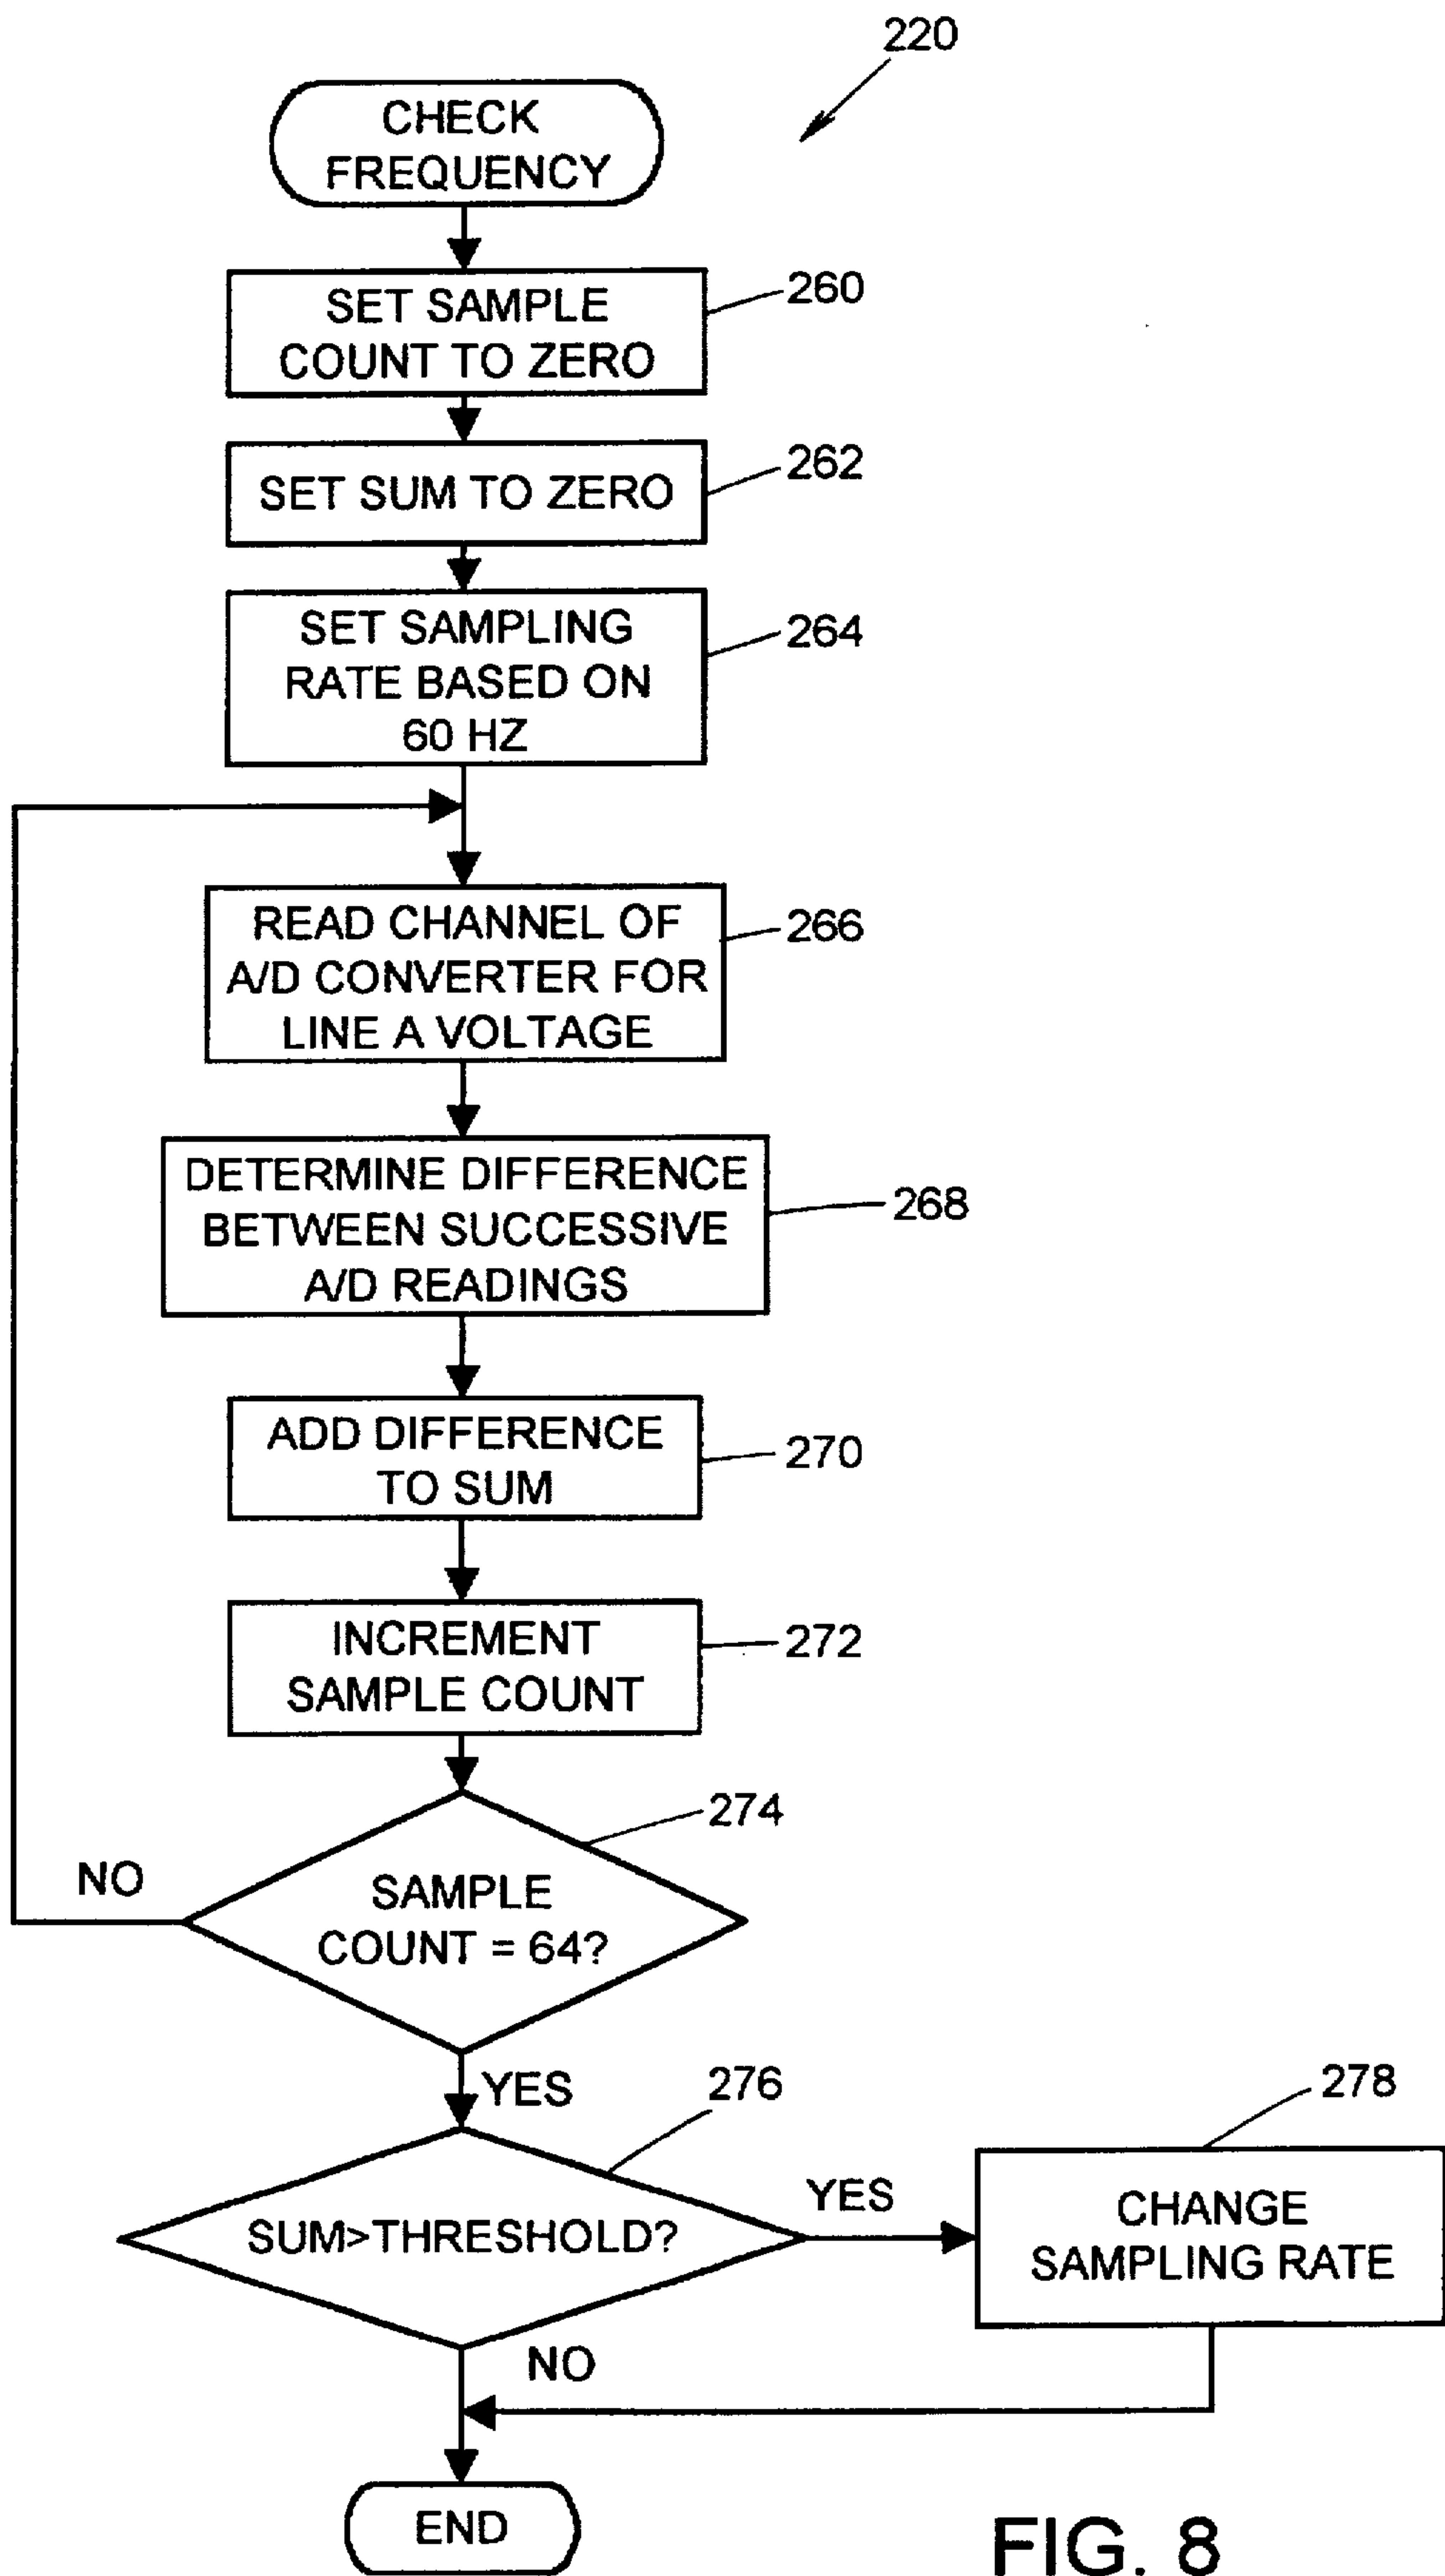 220
CHECK
FREQUENCY
SET SAMPLE
COUNT TO ZERO
260
SET SUM TO ZERO
262
SET SAMPLING
RATE BASED ON
60 HZ
264
READ CHANNEL OF
A/D CONVERTER FOR
LINE A VOLTAGE
266
DETERMINE DIFFERENCE
BETWEEN SUCCESSIVE
A/D READINGS
268
ADD DIFFERENCE
TO SUM
270
INCREMENT
SAMPLE COUNT
272
274
NO
SAMPLE
COUNT = 64?
YES
276
278
SUM>THRESHOLD?
YES
CHANGE
SAMPLING RATE
NO
END
FIG. 8